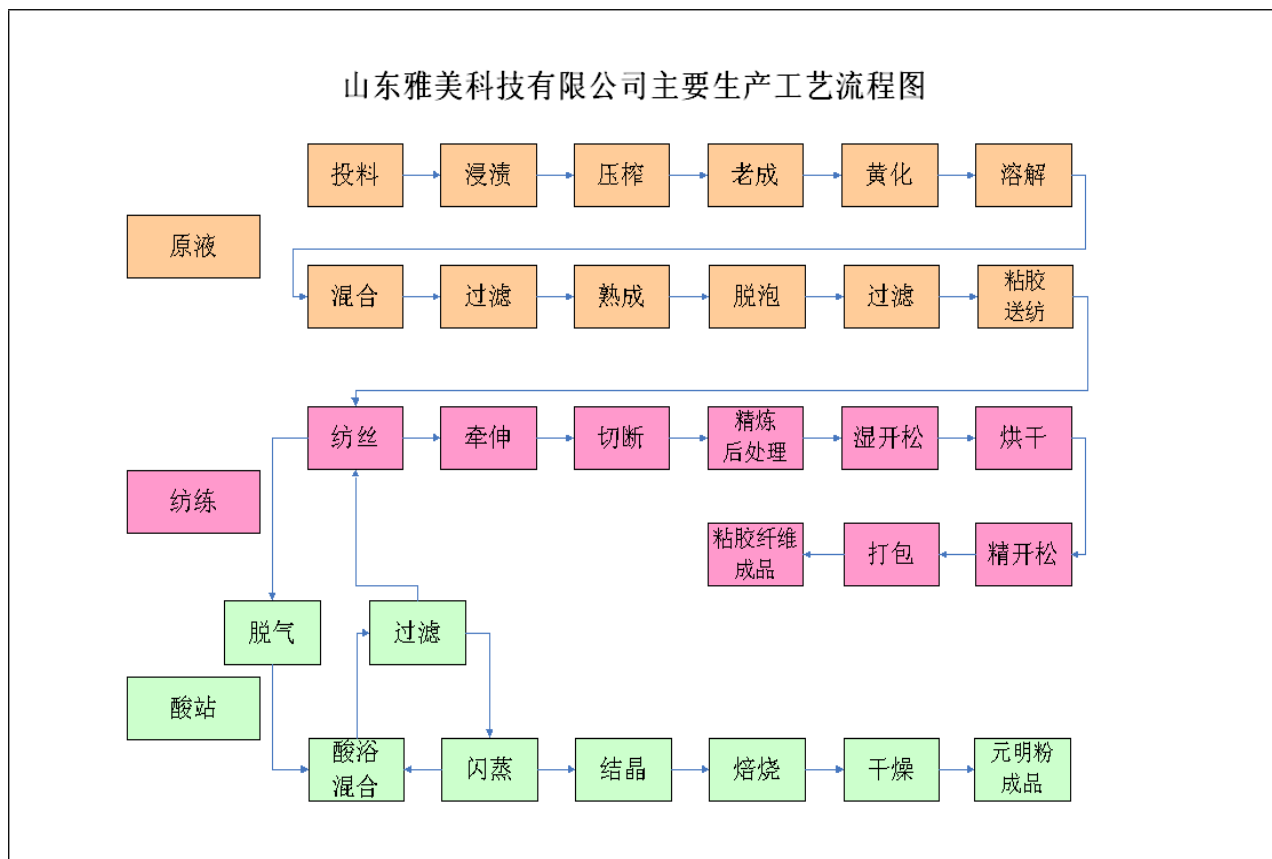 山东雅美科技有限公司主要生产工艺流程图
投料
浸渍
压榨
老成
黄化
溶解
原液
混合
过滤
熟成
脱泡
过滤
粘胶
送纺
纺丝
牵伸
切断
精炼
后处理
湿开松
烘干
纺练
粘胶纤维
成品
打包
精开松
脱气
过滤
酸站
酸浴
混合
闪蒸
结晶
焙烧
干燥
元明粉
成品